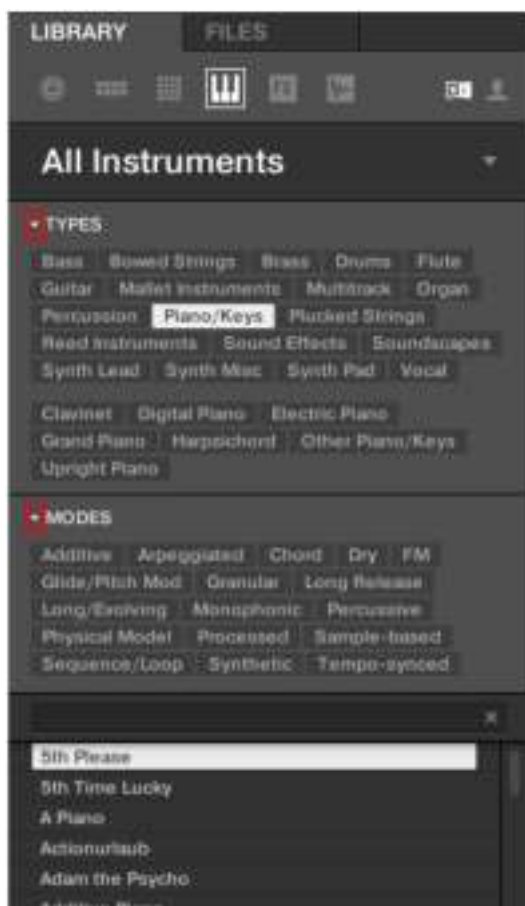 LIBRARY FILES
All Instruments
TYPES
Bass Bowed Strings Brass Drums Flute
Guitar Mallet Instruments Multitrack Organ
Percussion Piano/Keys Plucked Strings
Reed Instruments Sound Effects Soundscapes
Synth Lead Synth Misc Synth Pad Vocal
Clavinet Digital Piano Electric Piano
Grand Piano Harpsichord Other Piano/Keys
Upright Piano
MODES
Additive Arpeggiated Chord Dry FM
Glide/Pitch Mod Granular Long Release
Long/Evolving Monophonic Percussive
Physical Model Processed Sample-based
Sequence/Loop Synthetic Tempo-synced
5th Please
5th Time Lucky
A Piano
Actionurlaub
Adam the Psycho